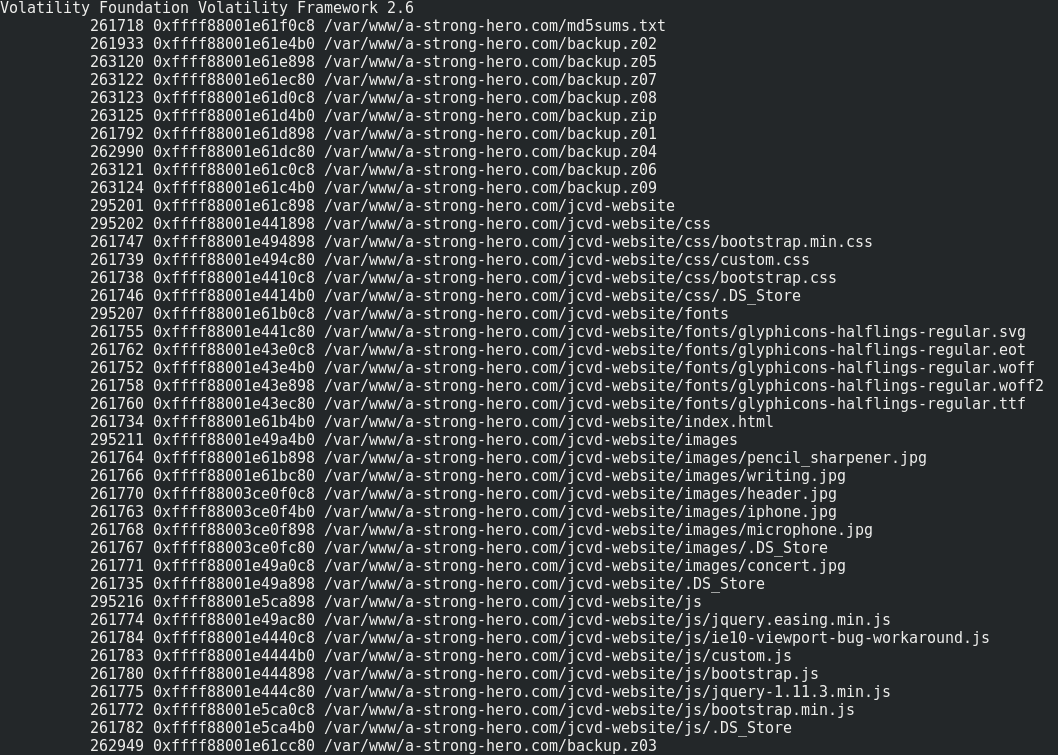 Volatility Foundation Volatility Framework 2.6
261718 0xffff88001e61f0c8 /var/www/a-strong-hero.com/md5sums.txt
261933 0xffff88001e61e4b0 /var/www/a-strong-hero.com/backup.z02
263120 0xffff88001e61e898 /var/www/a-strong-hero.com/backup.z05
263122 0xffff88001e61ec80 /var/www/a-strong-hero.com/backup.z07
263123 0xffff88001e61d0c8 /var/www/a-strong-hero.com/backup.z08
263125 0xffff88001e61d4b0 /var/www/a-strong-hero.com/backup.zip
261792 0xffff88001e61d898 /var/www/a-strong-hero.com/backup.z01
262990 0xffff88001e61dc80 /var/www/a-strong-hero.com/backup.z04
263121 0xffff88001e61c0c8 /var/www/a-strong-hero.com/backup.z06
263124 0xffff88001e61c4b0 /var/www/a-strong-hero.com/backup.z09
295201 0xffff88001e61c898 /var/www/a-strong-hero.com/jcvd-website
295202 0xffff88001e441898 /var/www/a-strong-hero.com/jcvd-website/css
261747 0xffff88001e494898 /var/www/a-strong-hero.com/jcvd-website/css/bootstrap.min.css
261739 0xffff88001e494c80 /var/www/a-strong-hero.com/jcvd-website/css/custom.css
261738 0xffff88001e4410c8 /var/www/a-strong-hero.com/jcvd-website/css/bootstrap.css
261746 0xffff88001e4414b0 /var/www/a-strong-hero.com/jcvd-website/css/.DS_Store
295207 0xffff88001e61b0c8 /var/www/a-strong-hero.com/jcvd-website/fonts
261755 0xffff88001e441c80 /var/www/a-strong-hero.com/jcvd-website/fonts/glyphicons-halflings-regular.svg
261762 0xffff88001e43e0c8 /var/www/a-strong-hero.com/jcvd-website/fonts/glyphicons-halflings-regular.eot
261752 0xffff88001e43e4b0 /var/www/a-strong-hero.com/jcvd-website/fonts/glyphicons-halflings-regular.woff
261758 0xffff88001e43e898 /var/www/a-strong-hero.com/jcvd-website/fonts/glyphicons-halflings-regular.woff2
261760 0xffff88001e43ec80 /var/www/a-strong-hero.com/jcvd-website/fonts/glyphicons-halflings-regular.ttf
261734 0xffff88001e61b4b0 /var/www/a-strong-hero.com/jcvd-website/index.html
295211 0xffff88001e49a4b0 /var/www/a-strong-hero.com/jcvd-website/images
261764 0xffff88001e61b898 /var/www/a-strong-hero.com/jcvd-website/images/pencil_sharpener.jpg
261766 0xffff88001e61bc80 /var/www/a-strong-hero.com/jcvd-website/images/writing.jpg
261770 0xffff88003ce0f0c8 /var/www/a-strong-hero.com/jcvd-website/images/header.jpg
261763 0xffff88003ce0f4b0 /var/www/a-strong-hero.com/jcvd-website/images/iphone.jpg
261768 0xffff88003ce0f898 /var/www/a-strong-hero.com/jcvd-website/images/microphone.jpg
261767 0xffff88003ce0fc80 /var/www/a-strong-hero.com/jcvd-website/images/.DS_Store
261771 0xffff88001e49a0c8 /var/www/a-strong-hero.com/jcvd-website/images/concert.jpg
261735 0xffff88001e49a898 /var/www/a-strong-hero.com/jcvd-website/.DS_Store
295216 0xffff88001e5ca898 /var/www/a-strong-hero.com/jcvd-website/js
261774 0xffff88001e49ac80 /var/www/a-strong-hero.com/jcvd-website/js/jquery.easing.min.js
261784 0xffff88001e4440c8 /var/www/a-strong-hero.com/jcvd-website/js/ie10-viewport-bug-workaround.js
261783 0xffff88001e4444b0 /var/www/a-strong-hero.com/jcvd-website/js/custom.js
261780 0xffff88001e444898 /var/www/a-strong-hero.com/jcvd-website/js/bootstrap.js
261775 0xffff88001e444c80 /var/www/a-strong-hero.com/jcvd-website/js/jquery-1.11.3.min.js
261772 0xffff88001e5ca0c8 /var/www/a-strong-hero.com/jcvd-website/js/bootstrap.min.js
261782 0xffff88001e5ca4b0 /var/www/a-strong-hero.com/jcvd-website/js/.DS_Store
262949 0xffff88001e61cc80 /var/www/a-strong-hero.com/backup.z03